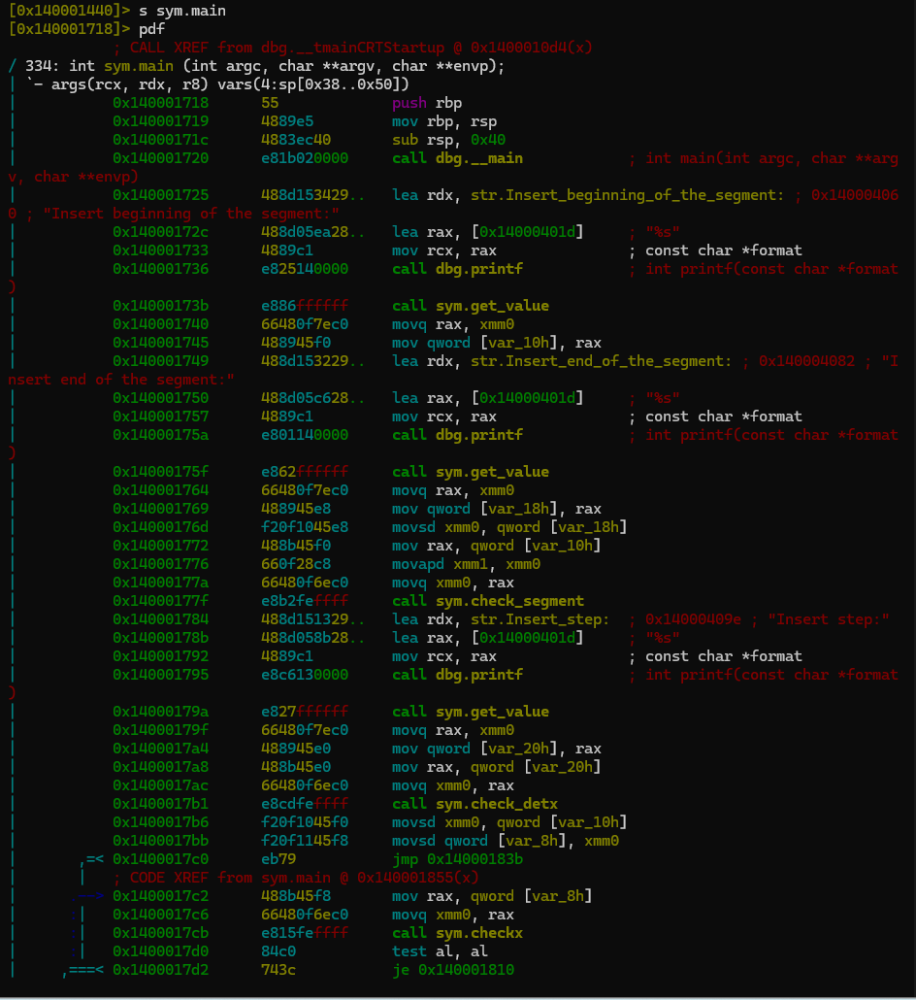 [0x140001440]> s sym.main
[0x140001718]> pdf
; CALL XREF from dbg.__tmainCRTStartup @ 0x1400010d4(x)
/ 334: int sym.main (int argc, char **argv, char **envp);
| `- args(rcx, rdx, r8) vars(4:sp[0x38..0x50])
| 0x140001718 55 push rbp
| 0x140001719 4889e5 mov rbp, rsp
| 0x14000171c 4883ec40 sub rsp, 0x40
| 0x140001720 e81b020000 call dbg.__main ; int main(int argc, char **arg
v, char **envp)
| 0x140001725 488d153429.. lea rdx, str.Insert_beginning_of_the_segment: ; 0x14000406
0 ; "Insert beginning of the segment:"
| 0x14000172c 488d05ea28.. lea rax, [0x14000401d] ; "%s"
| 0x140001733 4889c1 mov rcx, rax ; const char *format
| 0x140001736 e825140000 call dbg.printf ; int printf(const char *format
)
| 0x14000173b e886ffffff call sym.get_value
| 0x140001740 66480f7ec0 movq rax, xmm0
| 0x140001745 488945f0 mov qword [var_10h], rax
| 0x140001749 488d153229.. lea rdx, str.Insert_end_of_the_segment: ; 0x140004082 ; "I
nsert end of the segment:"
| 0x140001750 488d05c628.. lea rax, [0x14000401d] ; "%s"
| 0x140001757 4889c1 mov rcx, rax ; const char *format
| 0x14000175a e801140000 call dbg.printf ; int printf(const char *format
)
| 0x14000175f e862ffffff call sym.get_value
| 0x140001764 66480f7ec0 movq rax, xmm0
| 0x140001769 488945e8 mov qword [var_18h], rax
| 0x14000176d f20f1045e8 movsd xmm0, qword [var_18h]
| 0x140001772 488b45f0 mov rax, qword [var_10h]
| 0x140001776 660f28c8 movapd xmm1, xmm0
| 0x14000177a 66480f6ec0 movq xmm0, rax
| 0x14000177f e8b2feffff call sym.check_segment
| 0x140001784 488d151329.. lea rdx, str.Insert_step: ; 0x14000409e ; "Insert step:"
| 0x14000178b 488d058b28.. lea rax, [0x14000401d] ; "%s"
| 0x140001792 4889c1 mov rcx, rax ; const char *format
| 0x140001795 e8c6130000 call dbg.printf ; int printf(const char *format
)
| 0x14000179a e827ffffff call sym.get_value
| 0x14000179f 66480f7ec0 movq rax, xmm0
| 0x1400017a4 488945e0 mov qword [var_20h], rax
| 0x1400017a8 488b45e0 mov rax, qword [var_20h]
| 0x1400017ac 66480f6ec0 movq xmm0, rax
| 0x1400017b1 e8cdfeffff call sym.check_detx
| 0x1400017b6 f20f1045f0 movsd xmm0, qword [var_10h]
| 0x1400017bb f20f1145f8 movsd qword [var_8h], xmm0
| ,=< 0x1400017c0 eb79 jmp 0x14000183b
| | ; CODE XREF from sym.main @ 0x140001855(x)
| --> 0x1400017c2 488b45f8 mov rax, qword [var_8h]
| | 0x1400017c6 66480f6ec0 movq xmm0, rax
| | 0x1400017cb e815feffff call sym.checkx
| | 0x1400017d0 84c0 test al, al
| ,===< 0x1400017d2 743c je 0x140001810